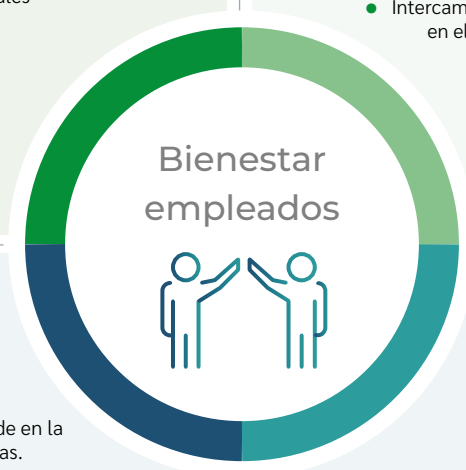 • Intercam
en el
Bienestar
empleados
de en la
as.